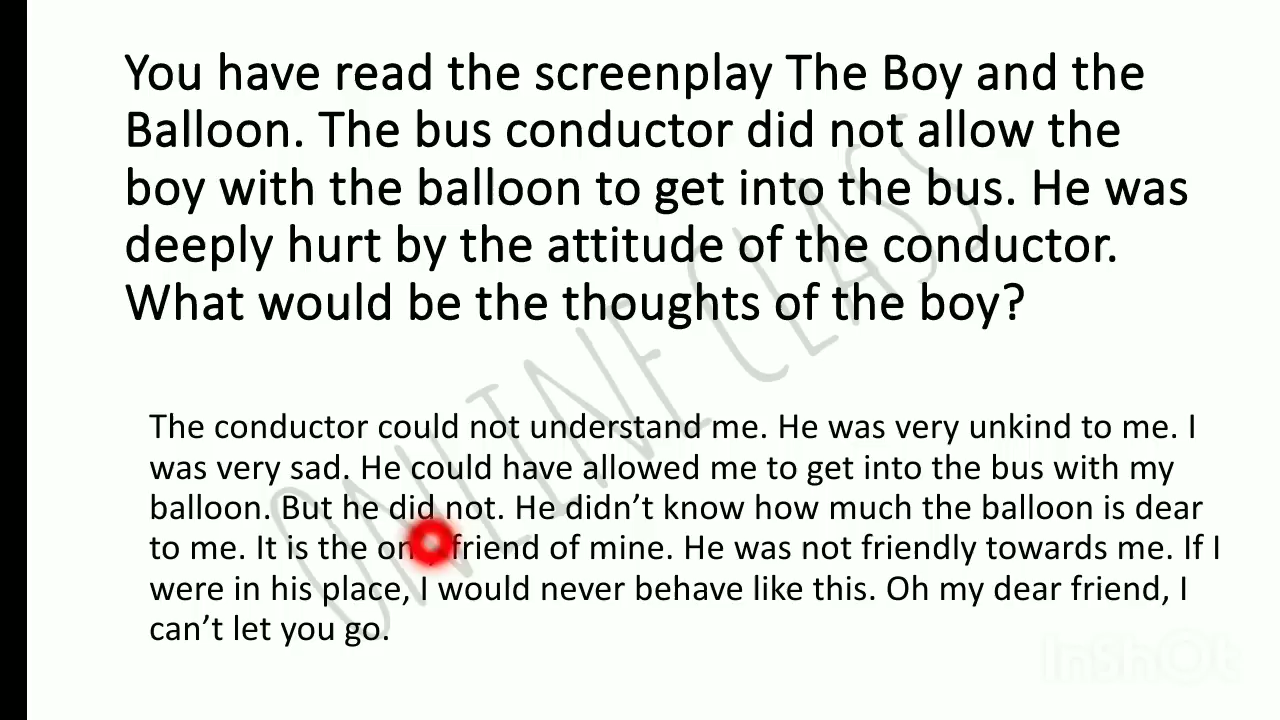 You have read the screenplay The Boy and the
Balloon. The bus conductor did not allow the
boy with the balloon to get into the bus. He was
deeply hurt by the attitude of the conductor.
What would be the thoughts of the boy?
The conductor could not understand me. He was very unkind to me. I
was very sad. He could have allowed me to get into the bus with my
balloon. But he did not. He didn’t know how much the balloon is dear
to me. It is the friend of mine. He was not friendly towards me. If I
were in his place, I would never behave like this. Oh my dear friend, I
can’t let you go.
ONLINE CLASS
InShOt